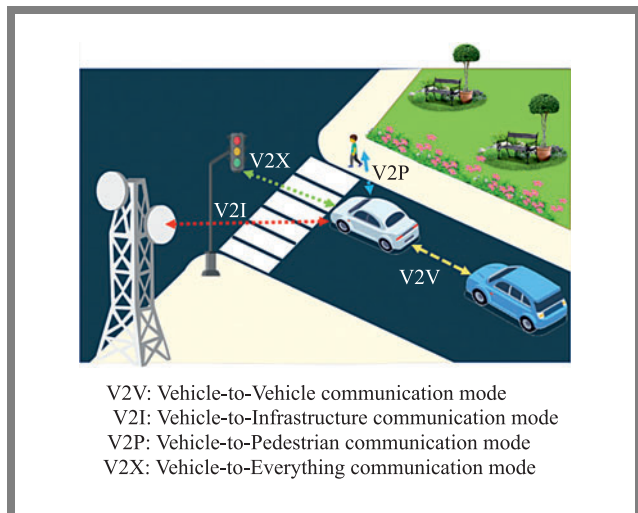 V2X
V2P
V2I
V2V
V2V: Vehicle-to-Vehicle communication mode
V2I: Vehicle-to-Infrastructure communication mode
V2P: Vehicle-to-Pedestrian communication mode
V2X: Vehicle-to-Everything communication mode